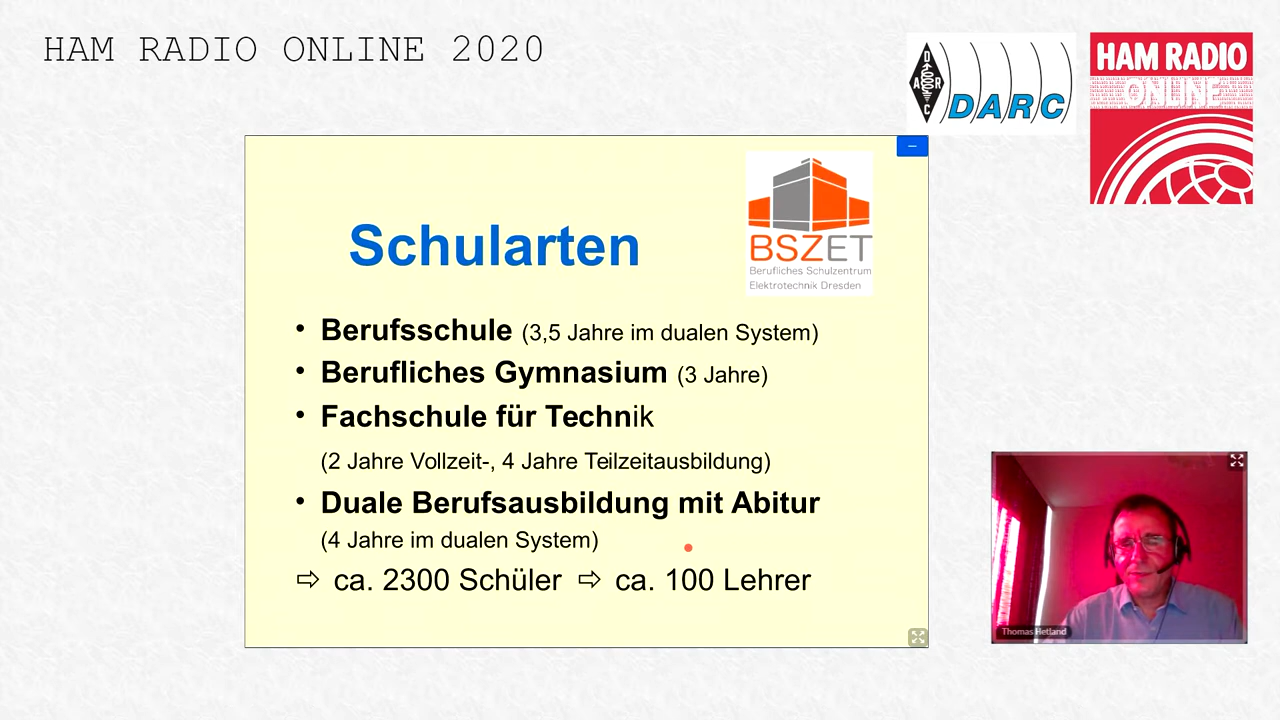 HAM RADIO ONLINE 2020
DARC
DARC
HAM RADIO
ONLINE
BSZET
Berufliches Schulzentrum
Elektrotechnik Dresden
Schularten
• Berufsschule (3,5 Jahre im dualen System)
• Berufliches Gymnasium (3 Jahre)
• Fachschule für Technik
(2 Jahre Vollzeit-, 4 Jahre Teilzeitausbildung)
• Duale Berufsausbildung mit Abitur
(4 Jahre im dualen System)
⇨ ca. 2300 Schüler ⇨ ca. 100 Lehrer
Thomas Hetland